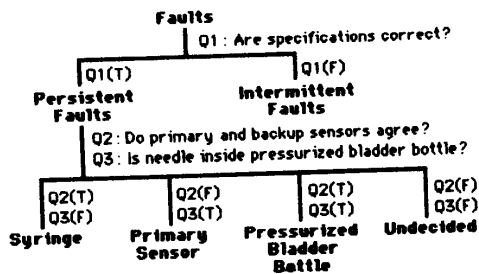 Faults
Q1 : Are specifications correct?
Q1(T) Q1(F)
Persistent Intermittent
Faults Faults
Q2 : Do primary and backup sensors agree?
Q3 : Is needle inside pressurized bladder bottle?
Q2(T) Q2(F) Q2(T) Q2(F)
Q3(F) Q3(T) Q3(T) Q3(F)
Syringe Primary Pressurized Undecided
Sensor Bladder
Bottle